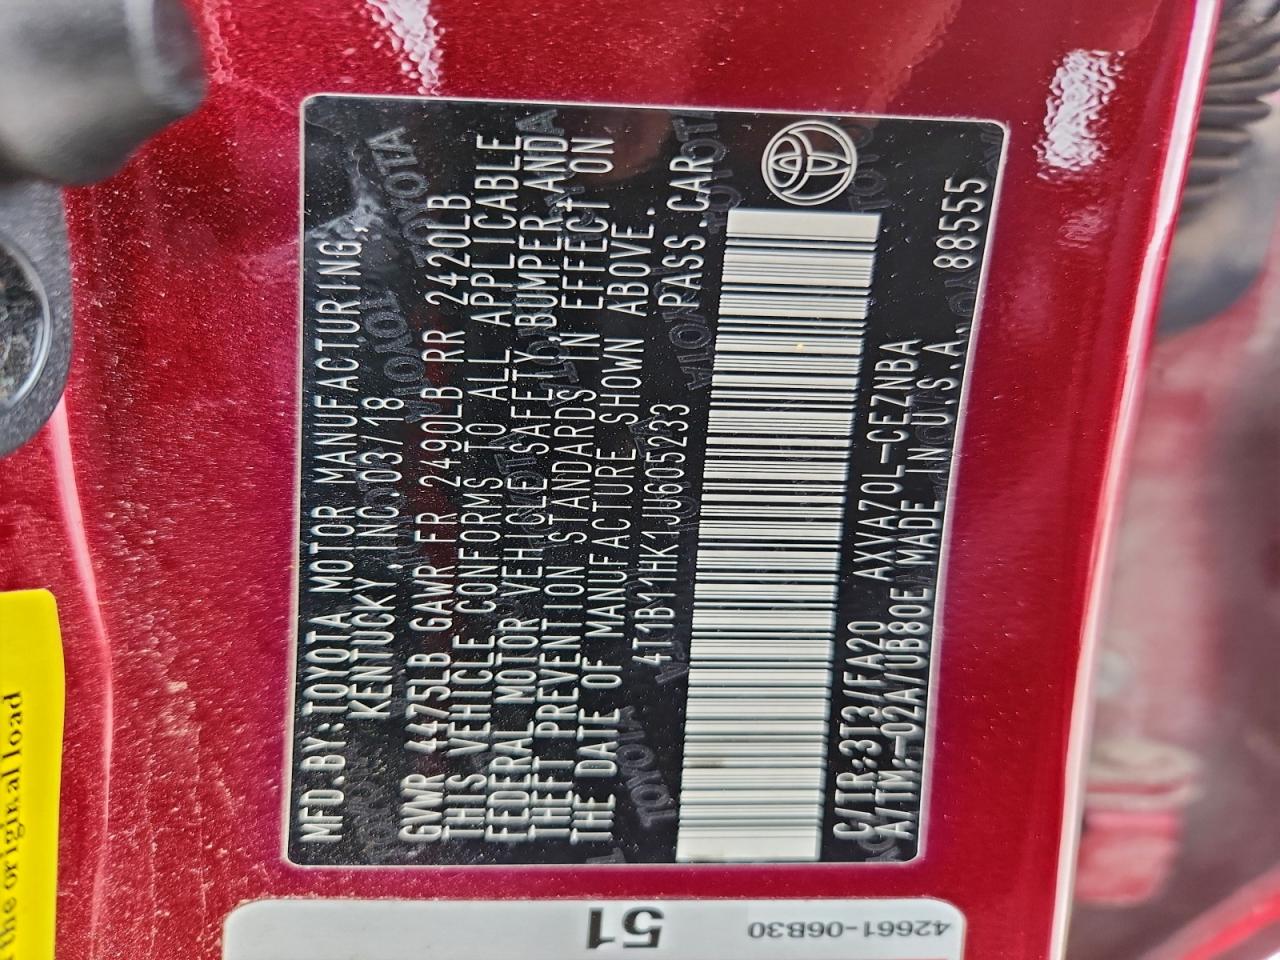 MFD.BY:TOYOTA MOTOR MANUFACTURING,
KENTUCKY, INC.03/18
GVWR 4475LB GAWR FR 2490LB RR 2420LB
THIS VEHICLE CONFORMS TO ALL APPLICABLE
FEDERAL MOTOR VEHICLE SAFETY,BUMPER,AND
THEFT PREVENTION STANDARDS IN EFFECT ON
THE DATE OF MANUFACTURE SHOWN ABOVE.
4T1B11HK1JU605233 PASS.CAR
C/TR:3T3/FA20 AXVA70L-CEZNBA
A/TM:-02A/UB80E MADE IN U.S.A. 88555
51
42661-06B30
the original load